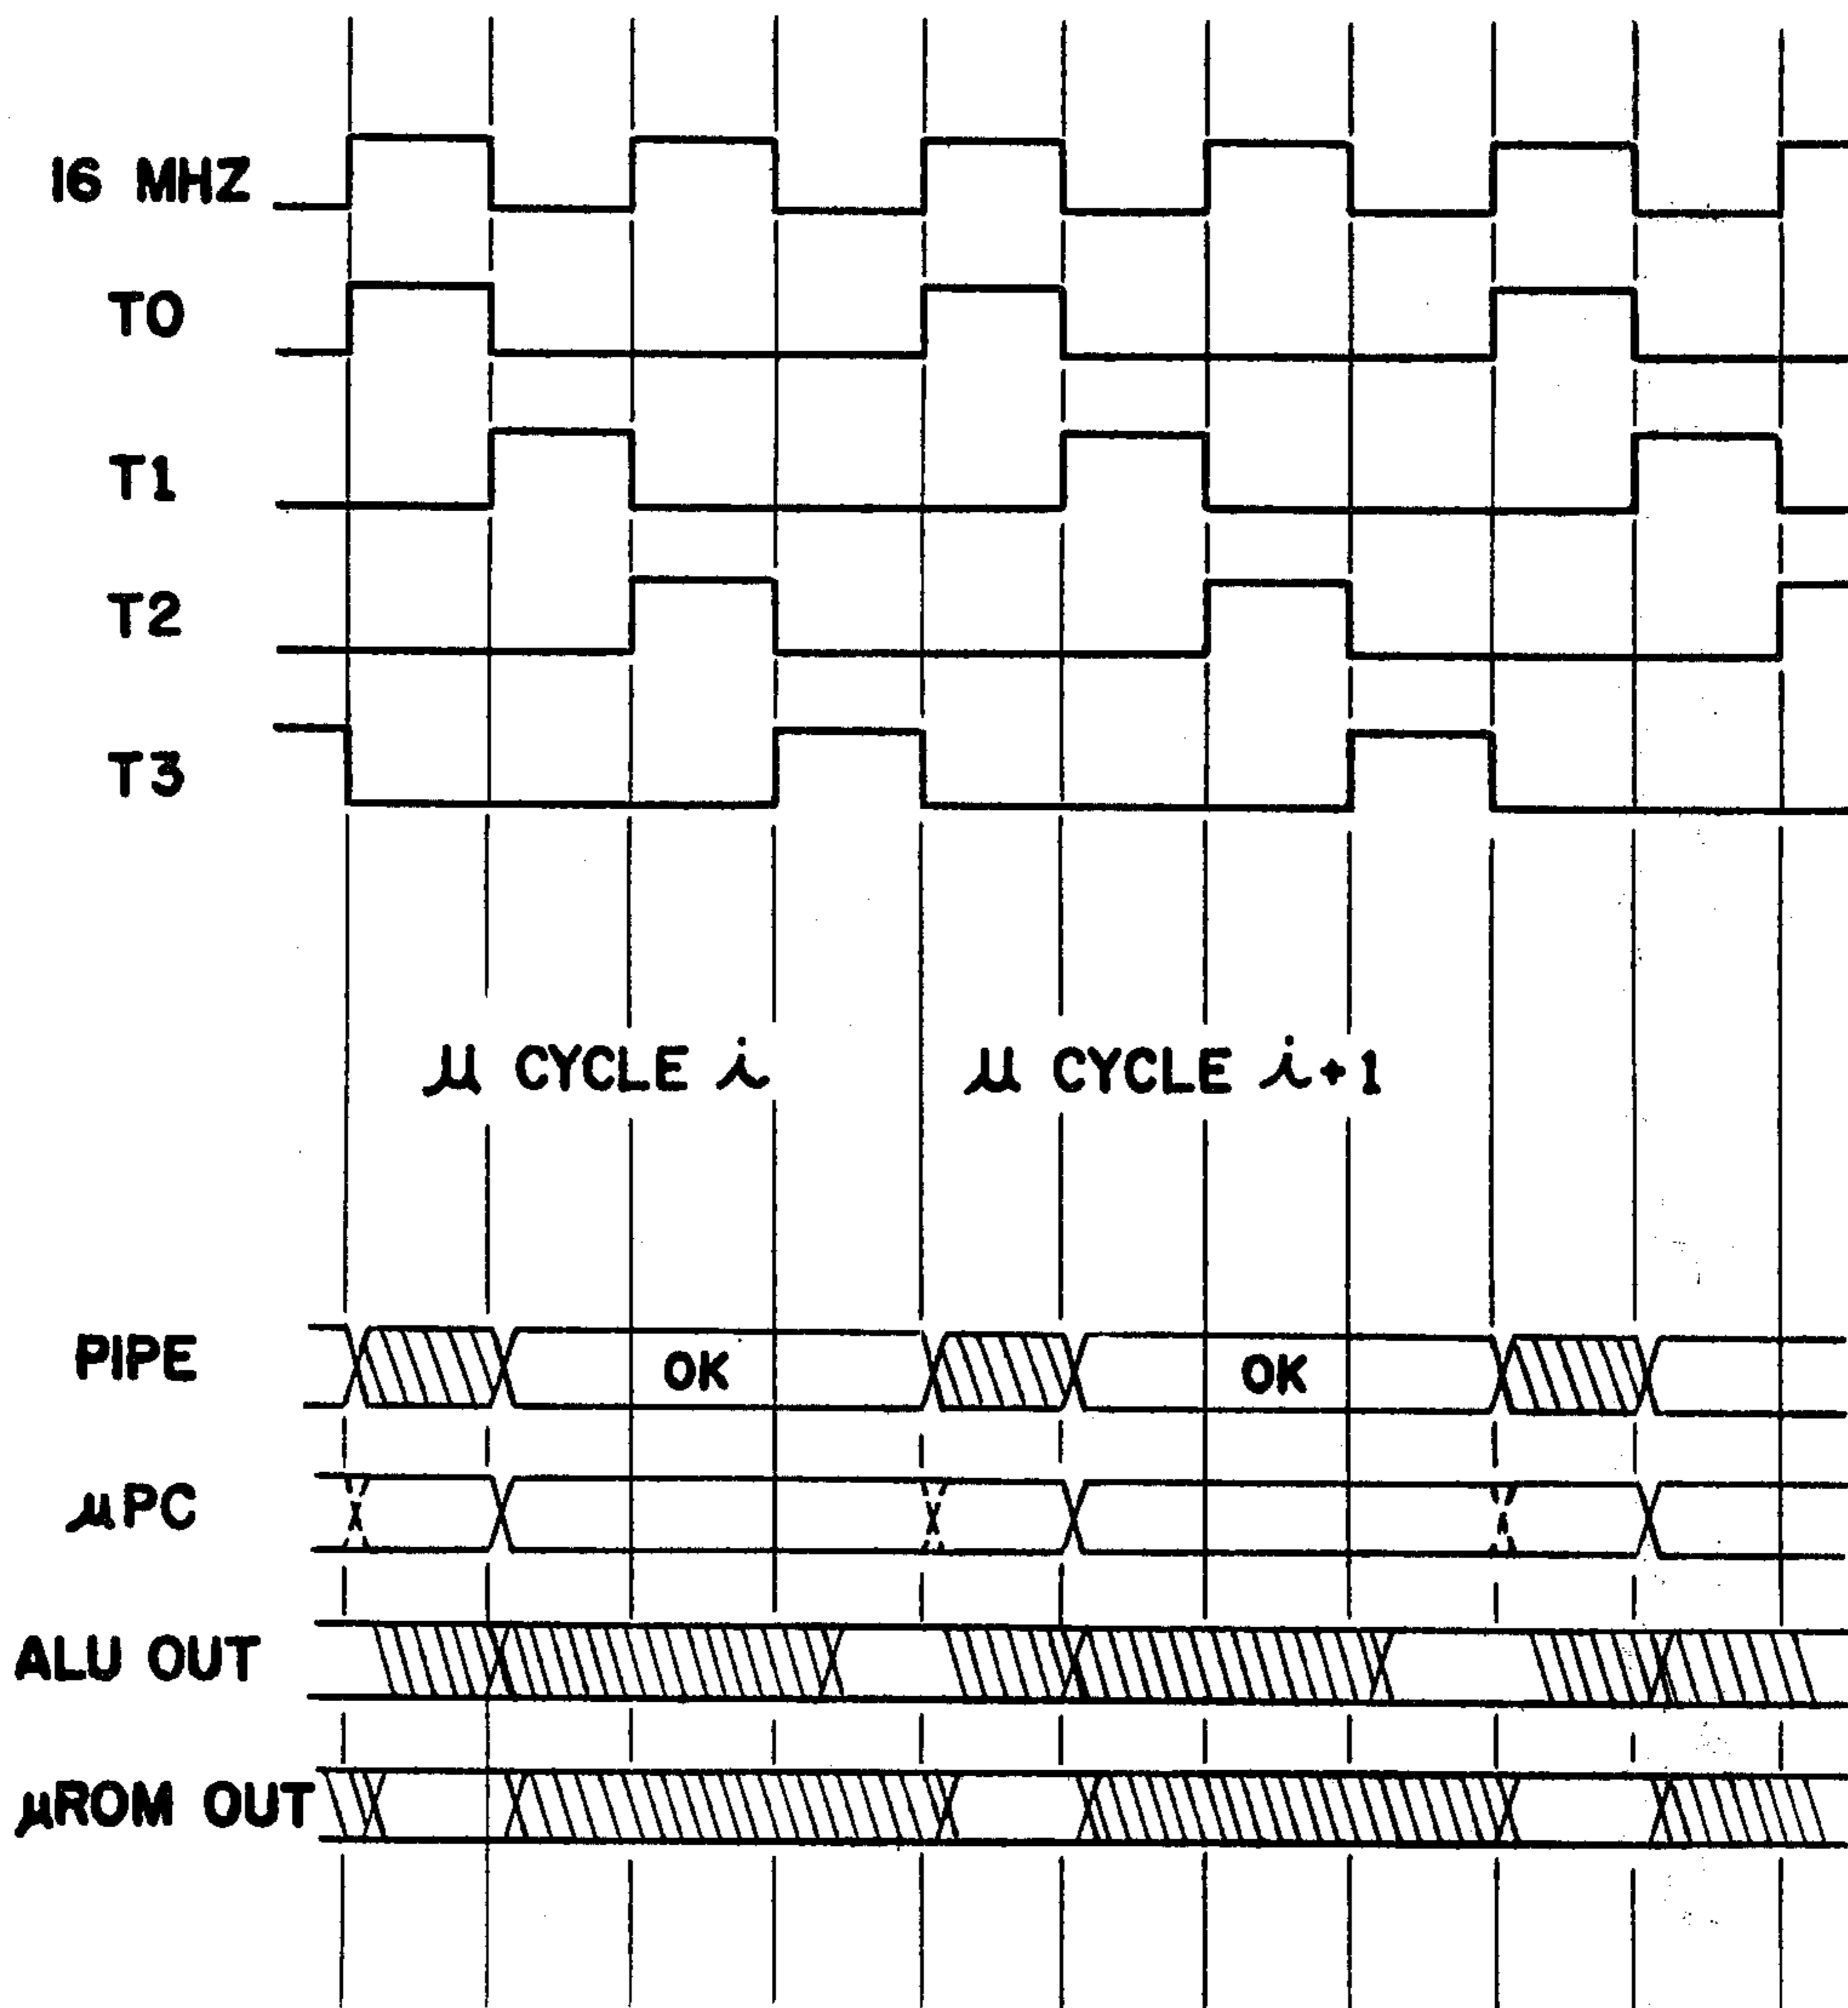 16 MHZ
T0
T1
T2
T3
µ CYCLE i
µ CYCLE i+1
PIPE
OK
OK
µPC
ALU OUT
µROM OUT